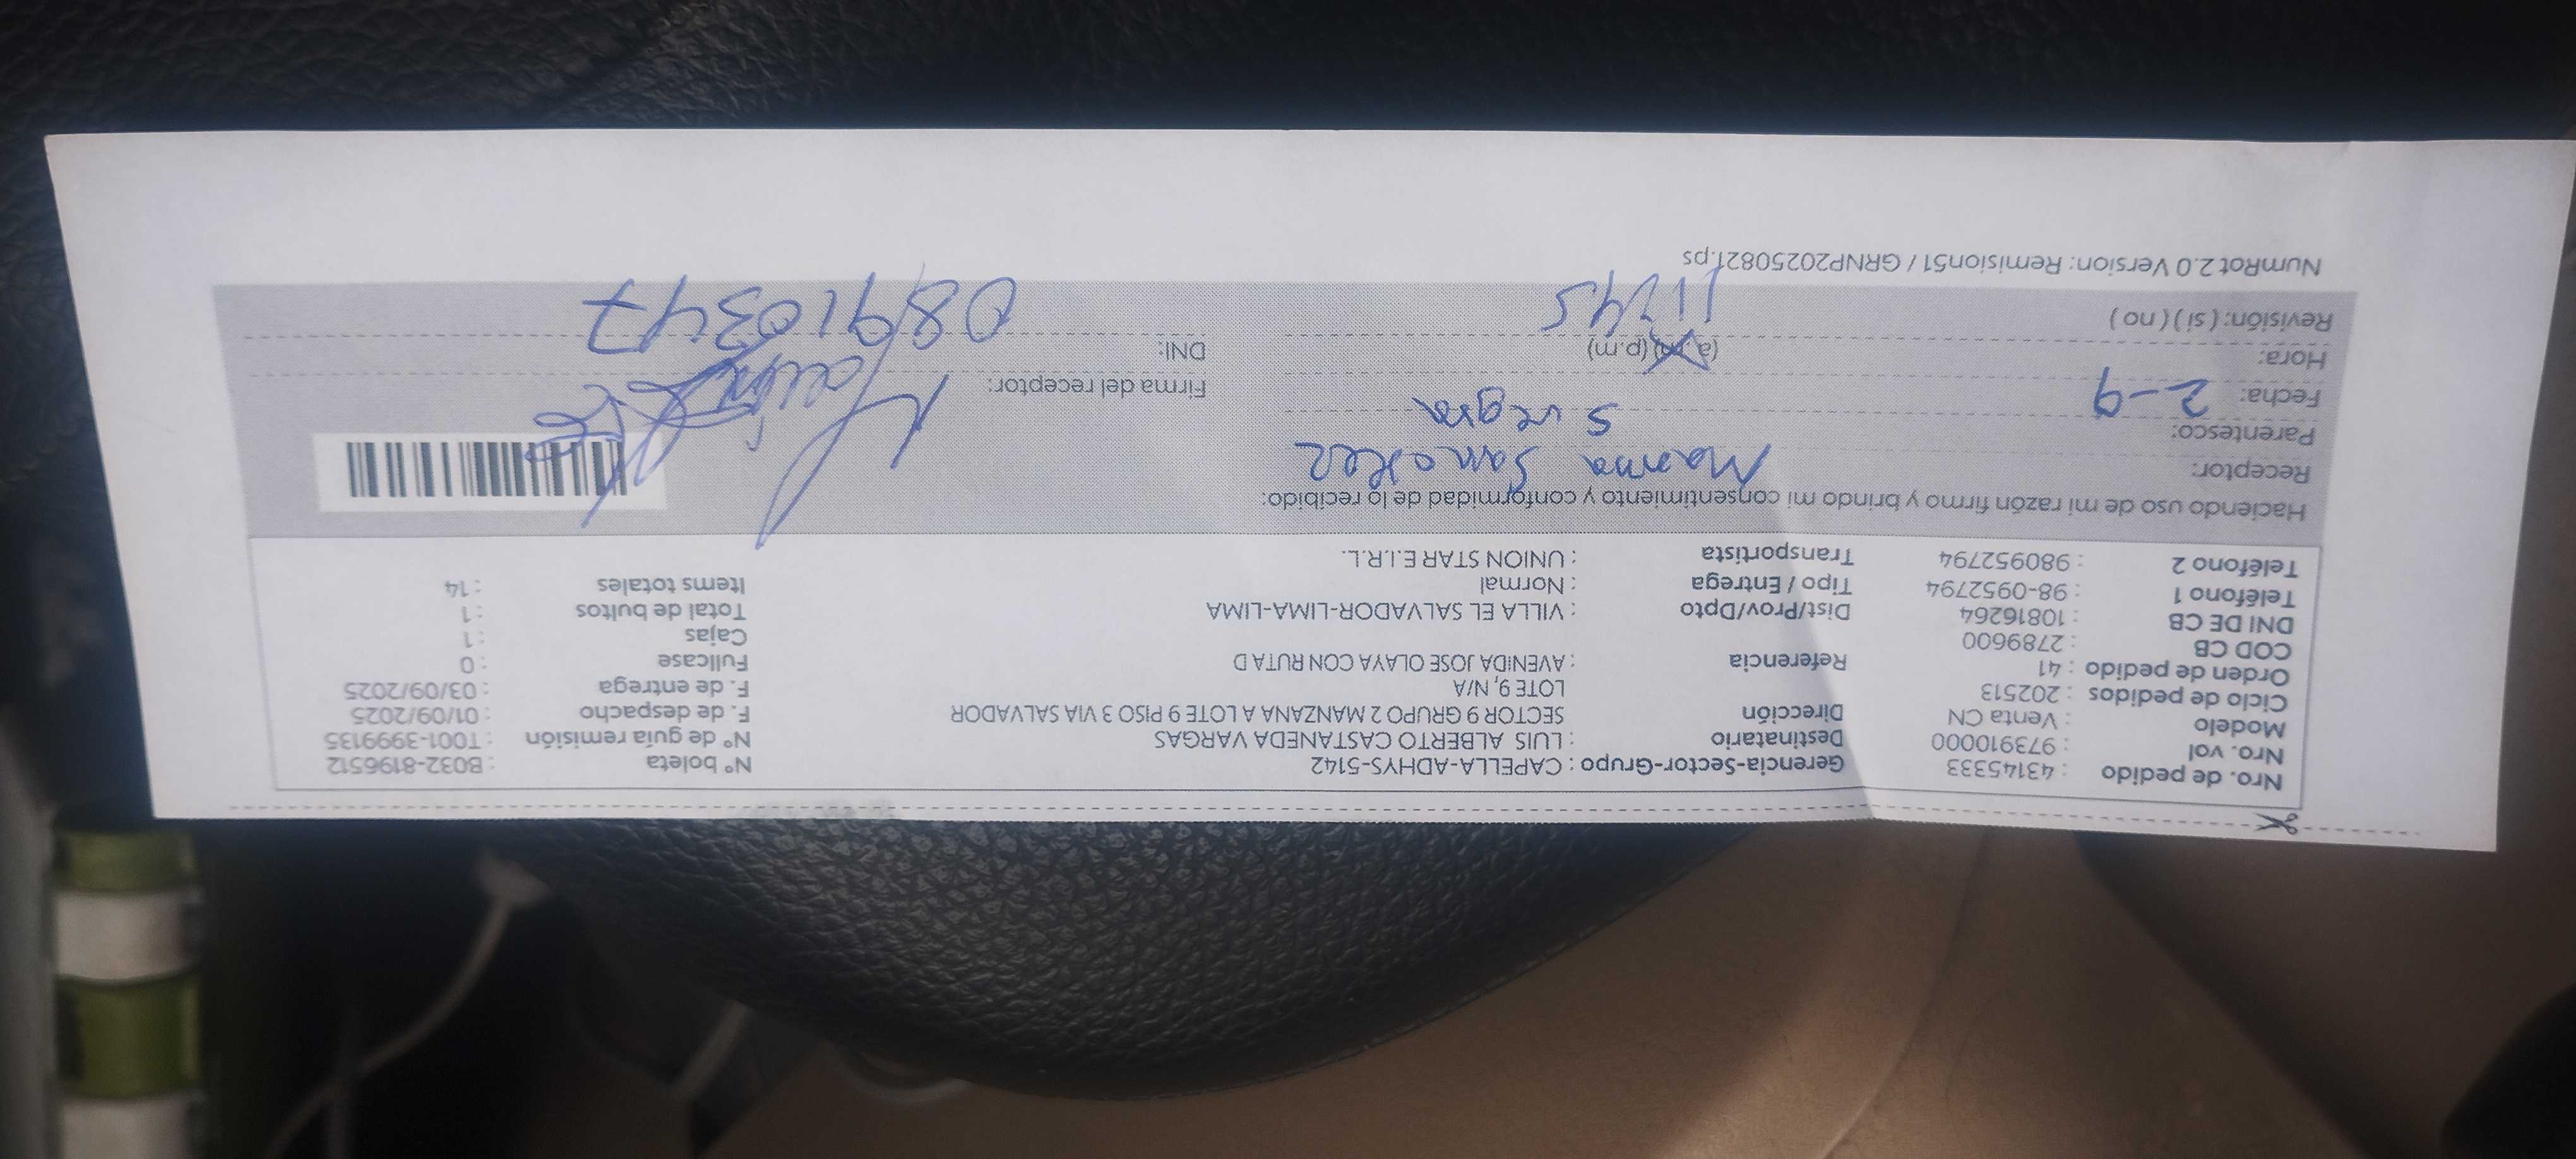 Nro. de pedido : 43145333
Nro. vol : 973910000
Modelo : Venta CN
Ciclo de pedidos : 202513
Orden de pedido : 41
COD CB : 2789600
DNI DE CB : 10816264
Teléfono 1 : 98-0952794
Teléfono 2 : 980952794
Gerencia-Sector-Grupo : CAPELLA-ADHYS-5142
Destinatario : LUIS ALBERTO CASTANEDA VARGAS
Dirección SECTOR 9 GRUPO 2 MANZANA A LOTE 9 PISO 3 VIA SALVADOR
LOTE 9, N/A
Referencia : AVENIDA JOSE OLAYA CON RUTA D
Dist/Prov/Dpto : VILLA EL SALVADOR-LIMA-LIMA
Tipo / Entrega : Normal
Transportista : UNION STAR E.I.R.L.
N° boleta : B032-8196512
N° de guía remisión : T001-3999135
F. de despacho : 01/09/2025
F. de entrega : 03/09/2025
Fullcase : 0
Cajas : 1
Total de bultos : 1
Items totales : 14
Haciendo uso de mi razón firmo y brindo mi consentimiento y conformidad de lo recibido:
Receptor:
Parentesco: Suegra
Fecha: 2-9
Hora: (a.m) (p.m) 11:45
Revisión: ( si ) ( no )
Firma del receptor:
DNI: 08910347
NumRot 2.0 Version: Remision51 / GRNP20250821.ps